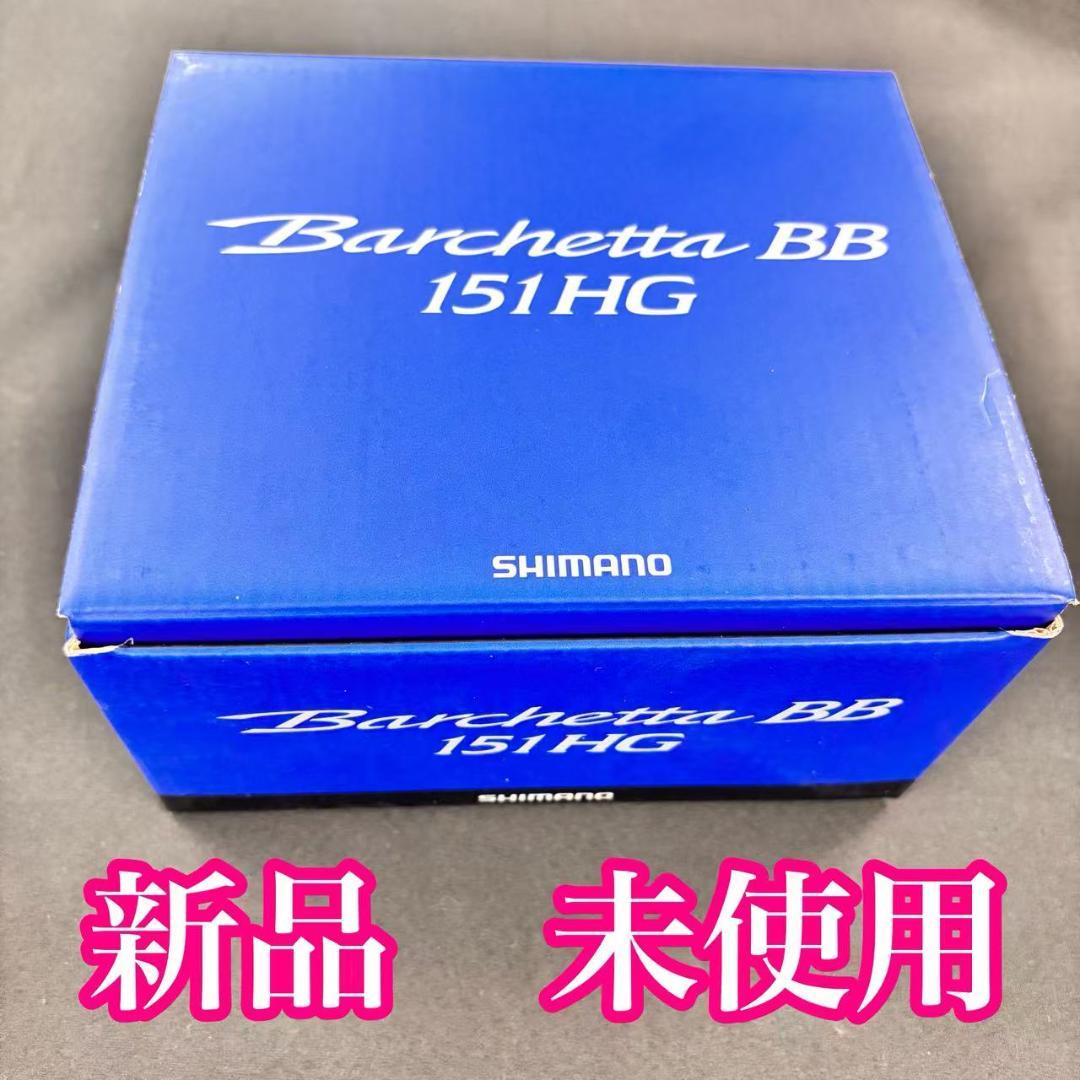 Barchetta BB
151HG
SHIMANO
Barchetta BB
151HG
SHIMANO
新品 未使用